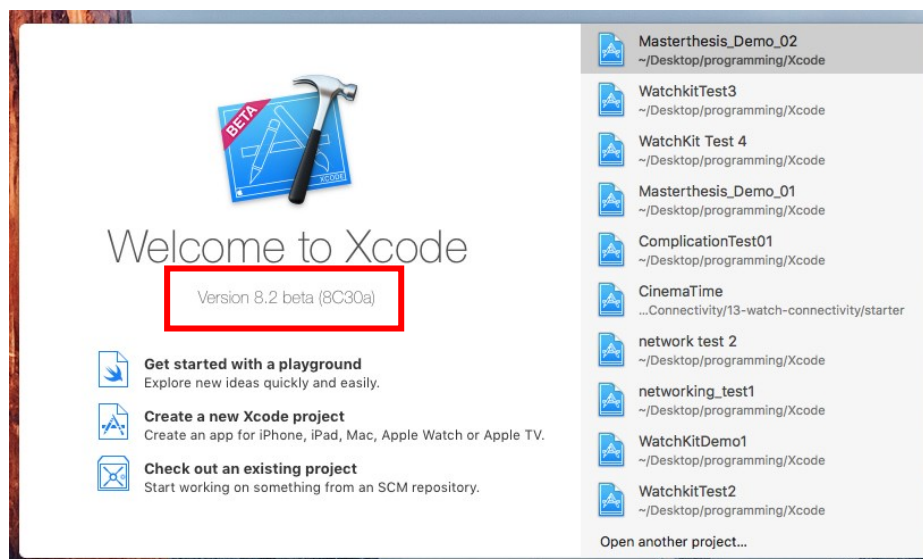 BETA
XCODE
Welcome to Xcode
Version 8.2 beta (8C30a)
Get started with a playground
Explore new ideas quickly and easily.
Create a new Xcode project
Create an app for iPhone, iPad, Mac, Apple Watch or Apple TV.
Check out an existing project
Start working on something from an SCM repository.
Masterthesis_Demo_02
~/Desktop/programming/Xcode
WatchkitTest3
~/Desktop/programming/Xcode
WatchKit Test 4
~/Desktop/programming/Xcode
Masterthesis_Demo_01
~/Desktop/programming/Xcode
ComplicationTest01
~/Desktop/programming/Xcode
CinemaTime
...Connectivity/13-watch-connectivity/starter
network test 2
~/Desktop/programming/Xcode
networking_test1
~/Desktop/programming/Xcode
WatchKitDemo1
~/Desktop/programming/Xcode
WatchkitTest2
~/Desktop/programming/Xcode
Open another project...